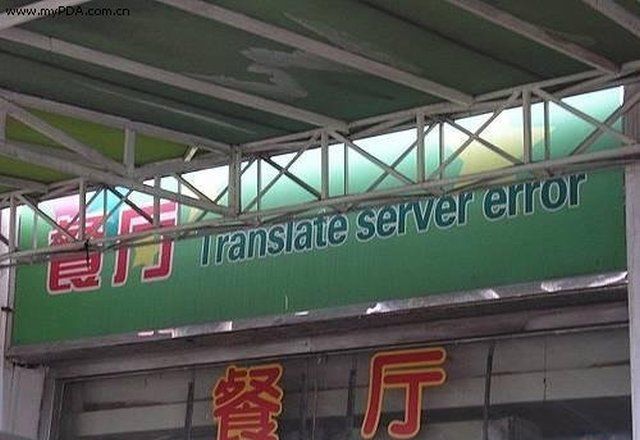 www.myPDA.com.cn
餐厅 Translate server error
餐厅